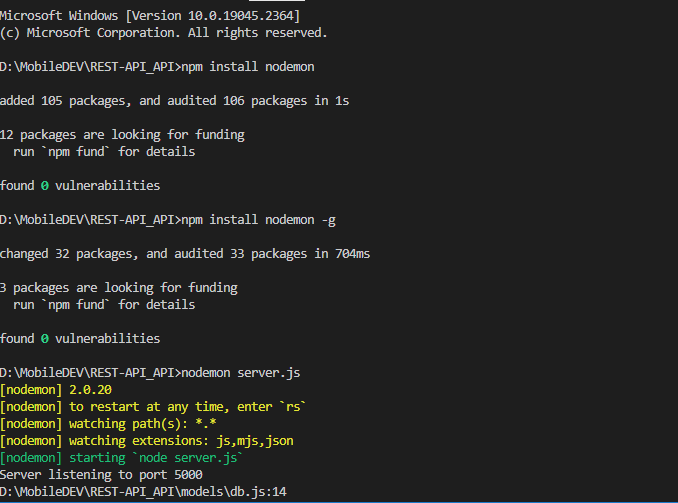 Microsoft Windows [Version 10.0.19045.2364]
(c) Microsoft Corporation. All rights reserved.
D:\MobileDEV\REST-API_API>npm install nodemon
added 105 packages, and audited 106 packages in 1s
12 packages are looking for funding
run `npm fund` for details
found 0 vulnerabilities
D:\MobileDEV\REST-API_API>npm install nodemon -g
changed 32 packages, and audited 33 packages in 704ms
3 packages are looking for funding
run `npm fund` for details
found 0 vulnerabilities
D:\MobileDEV\REST-API_API>nodemon server.js
[nodemon] 2.0.20
[nodemon] to restart at any time, enter `rs`
[nodemon] watching path(s): *.*
[nodemon] watching extensions: js,mjs,json
[nodemon] starting `node server.js`
Server listening to port 5000
D:\MobileDEV\REST-API_API\models\db.js:14